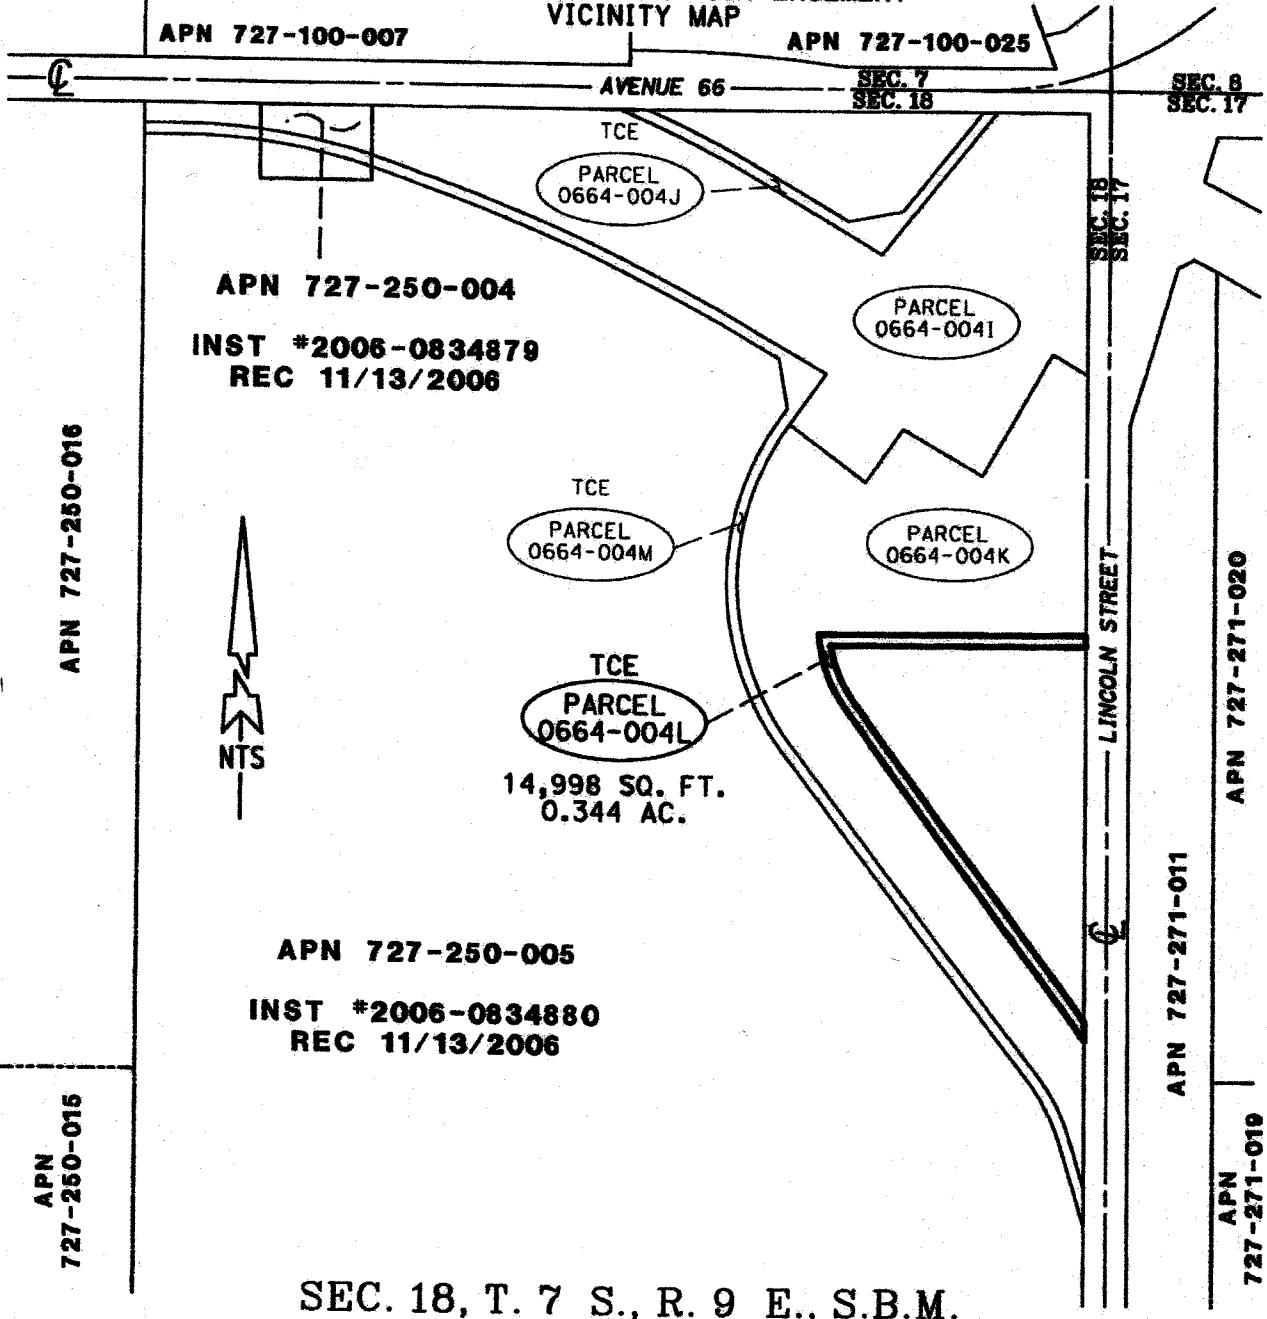 VICINITY MAP
APN 727-100-007
APN 727-100-025
AVENUE 66
SEC. 7
SEC. 18
SEC. 8
SEC. 17
TCE
PARCEL
0664-004J
SEC. 18
SEC. 17
APN 727-250-004
INST #2006-0834879
REC 11/13/2006
PARCEL
0664-004I
APN 727-250-016
TCE
PARCEL
0664-004M
PARCEL
0664-004K
LINCOLN STREET
APN 727-271-020
TCE
PARCEL
0664-004L
14,998 SQ. FT.
0.344 AC.
NTS
APN 727-271-011
APN 727-250-005
INST #2006-0834880
REC 11/13/2006
APN
727-250-015
APN
727-271-019
SEC. 18, T. 7 S., R. 9 E., S.B.M.